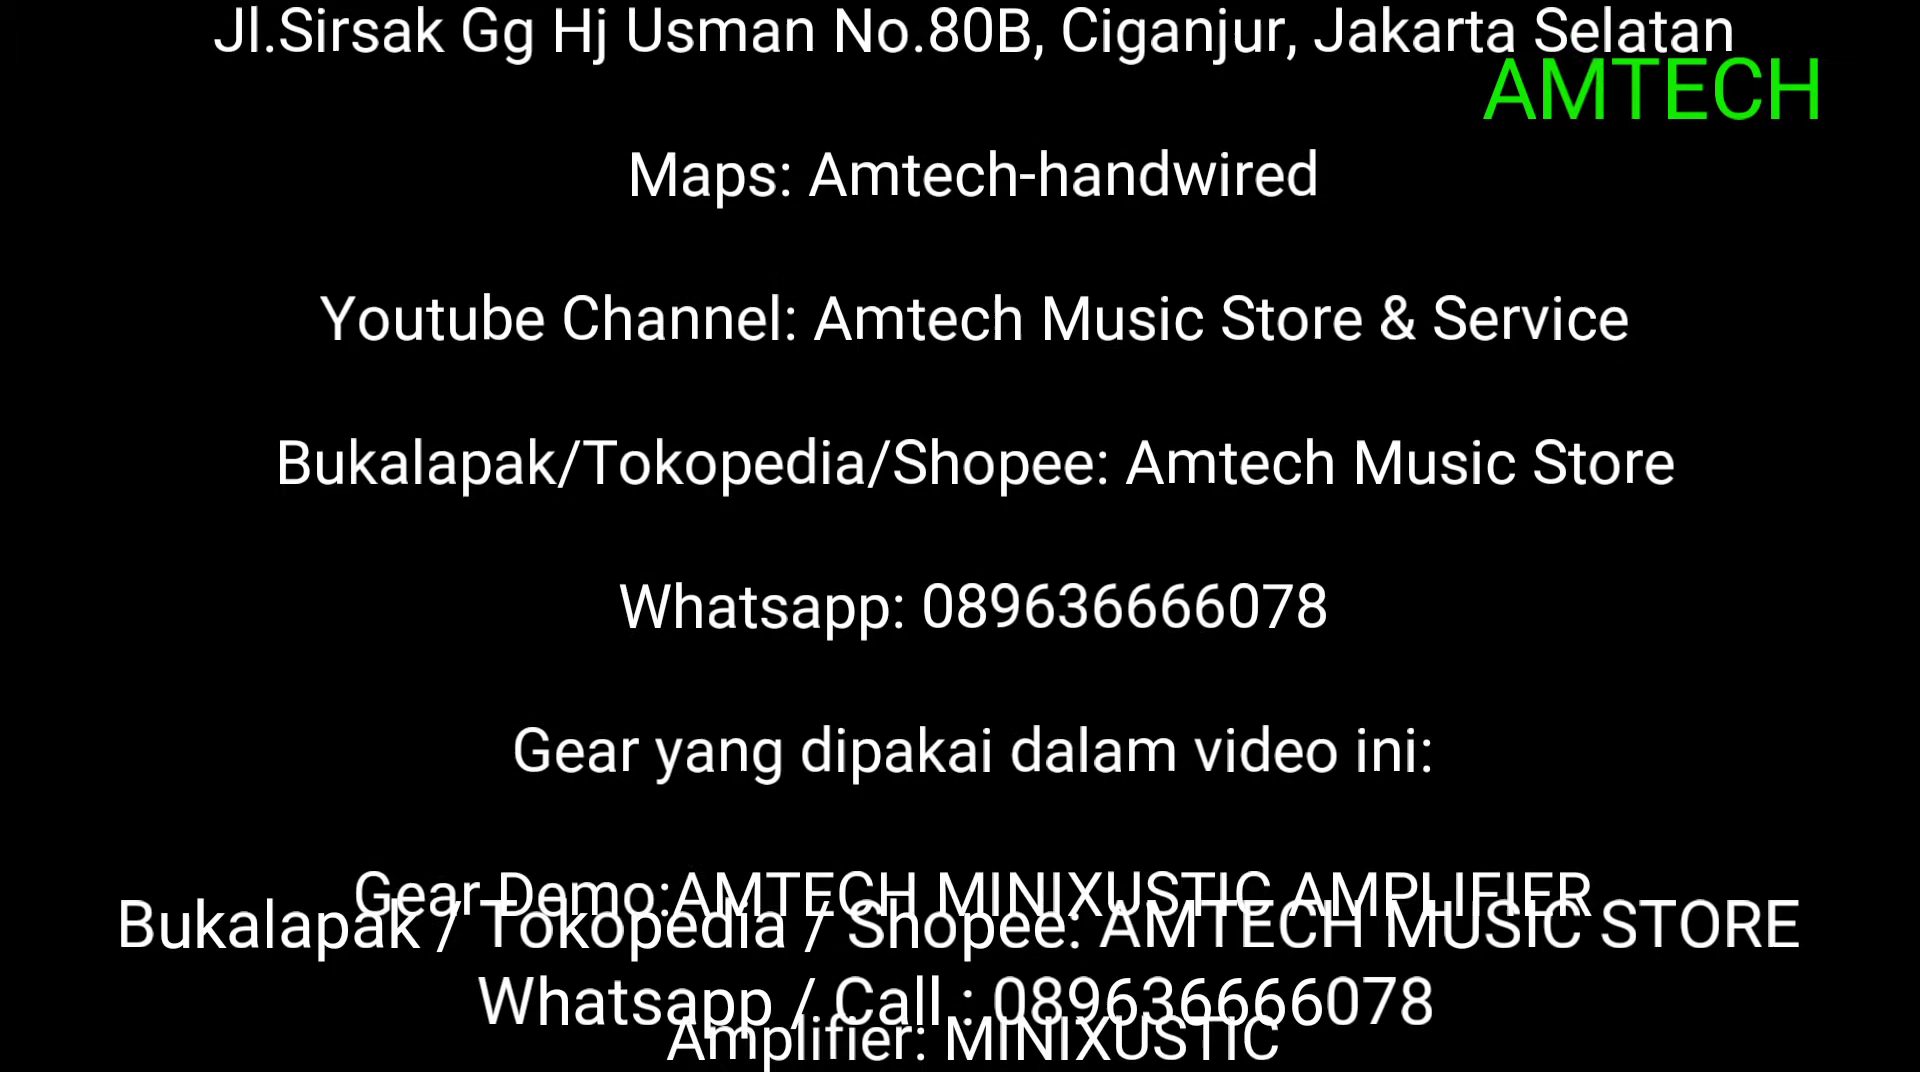 Jl.Sirsak Gg Hj Usman No.80B, Ciganjur, Jakarta Selatan
AMTECH
Maps: Amtech-handwired
Youtube Channel: Amtech Music Store & Service
Bukalapak/Tokopedia/Shopee: Amtech Music Store
Whatsapp: 089636666078
Gear yang dipakai dalam video ini:
Gear Demo:AMTECH MINIXUSTIC AMPLIFIER
Bukalapak / Tokopedia / Shopee: AMTECH MUSIC STORE
Whatsapp / Call : 089636666078
Amplifier: MINIXUSTIC